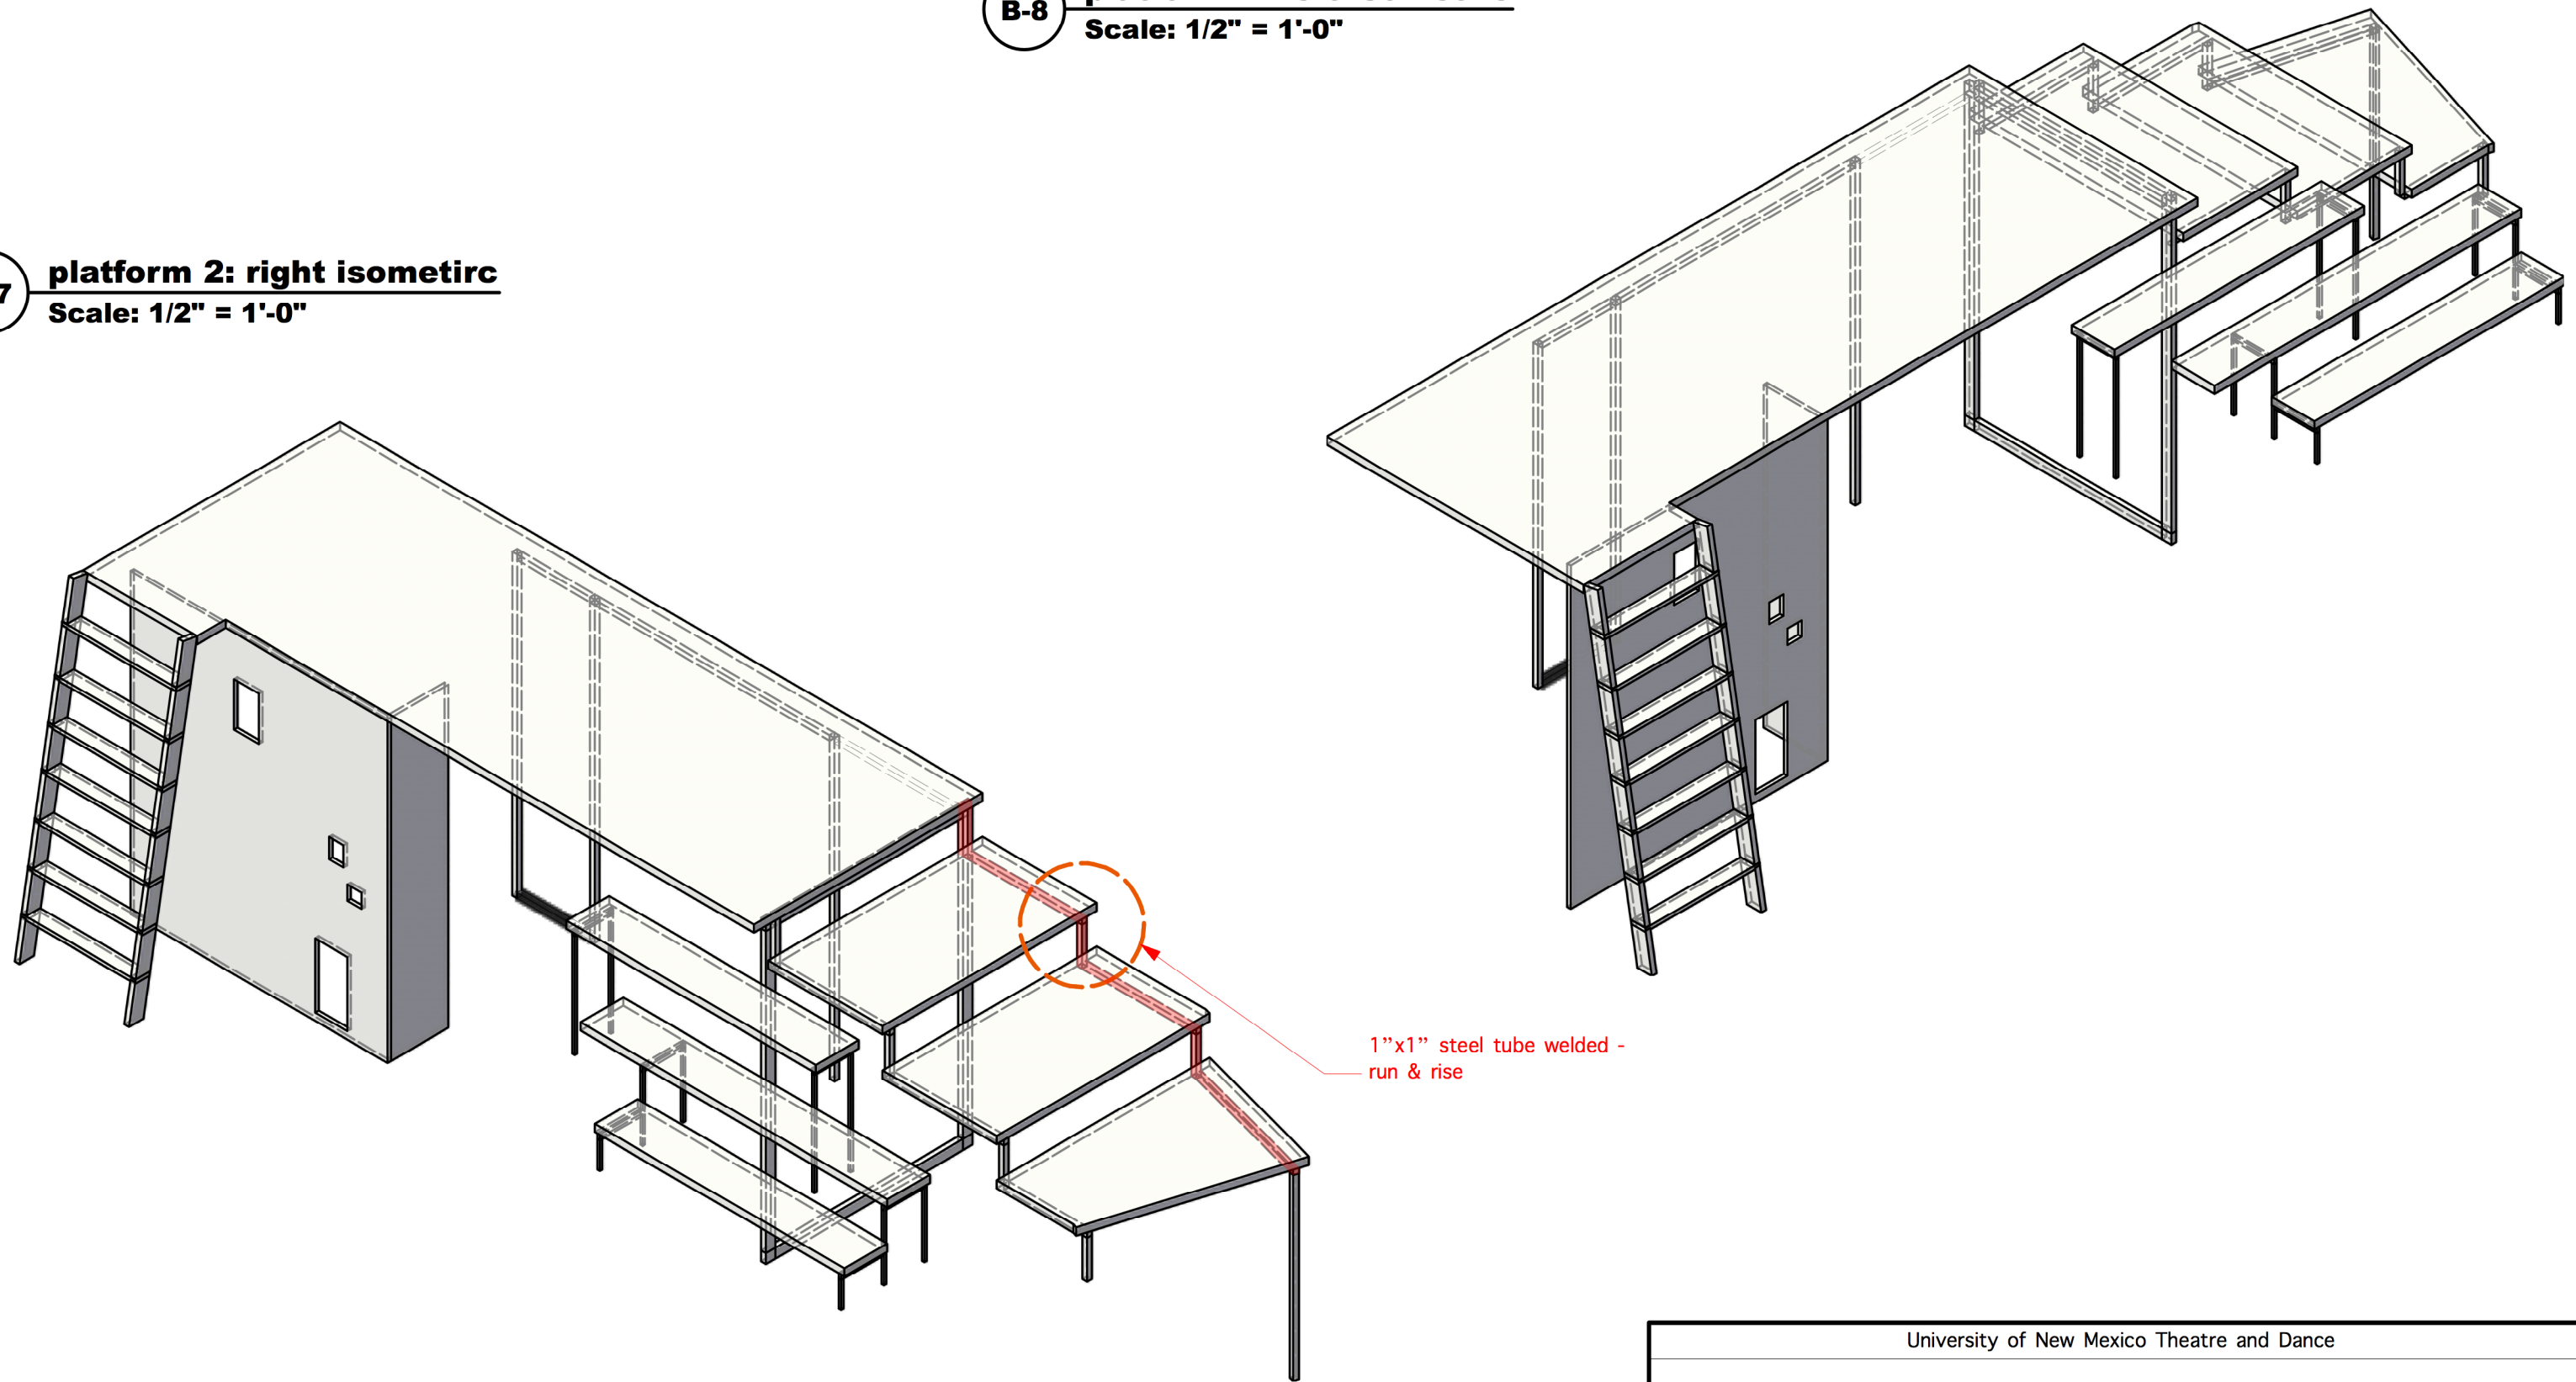 B-8
Scale: 1/2" = 1'-0"
7
platform 2: right isometirc
Scale: 1/2" = 1'-0"
1”x1” steel tube welded -
run & rise
University of New Mexico Theatre and Dance